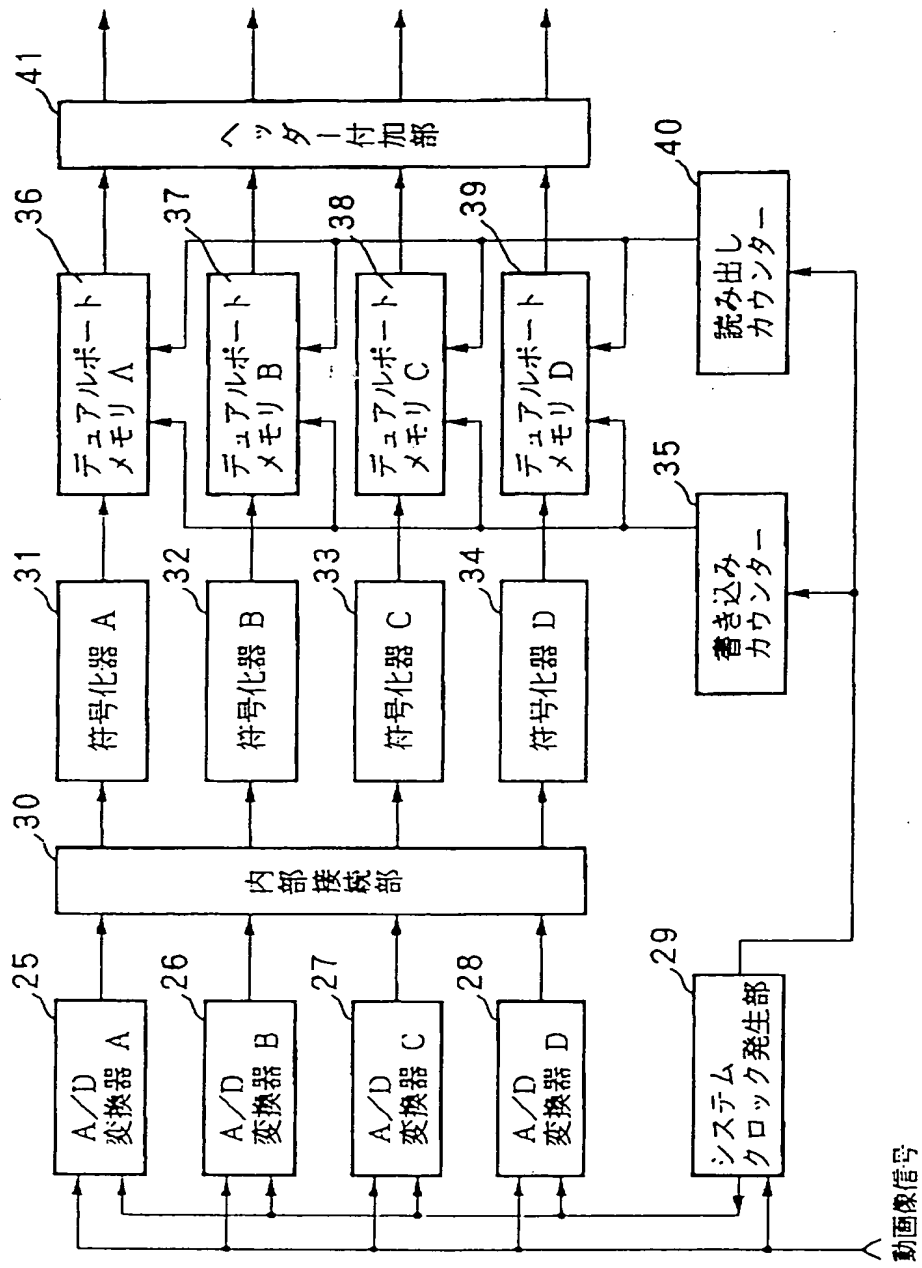 25
A/D
変換器 A
26
A/D
変換器 B
27
A/D
変換器 C
28
A/D
変換器 D
29
システム
クロック発生部
動画像信号
30
内部接続部
31
符号化器 A
32
符号化器 B
33
符号化器 C
34
符号化器 D
35
書き込み
カウンター
36
デュアルポート
メモリ A
37
デュアルポート
メモリ B
38
デュアルポート
メモリ C
39
デュアルポート
メモリ D
40
読み出し
カウンター
41
ヘッダー付加部